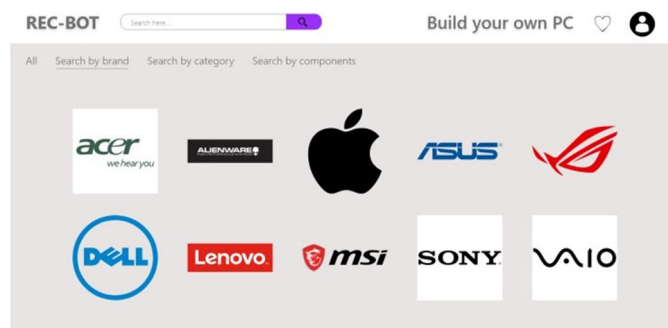 REC-BOT Search here... Build your own PC
All Search by brand Search by category Search by components
acer ALIENWARE ASUS
we hear you
DELL Lenovo msi SONY VAIO